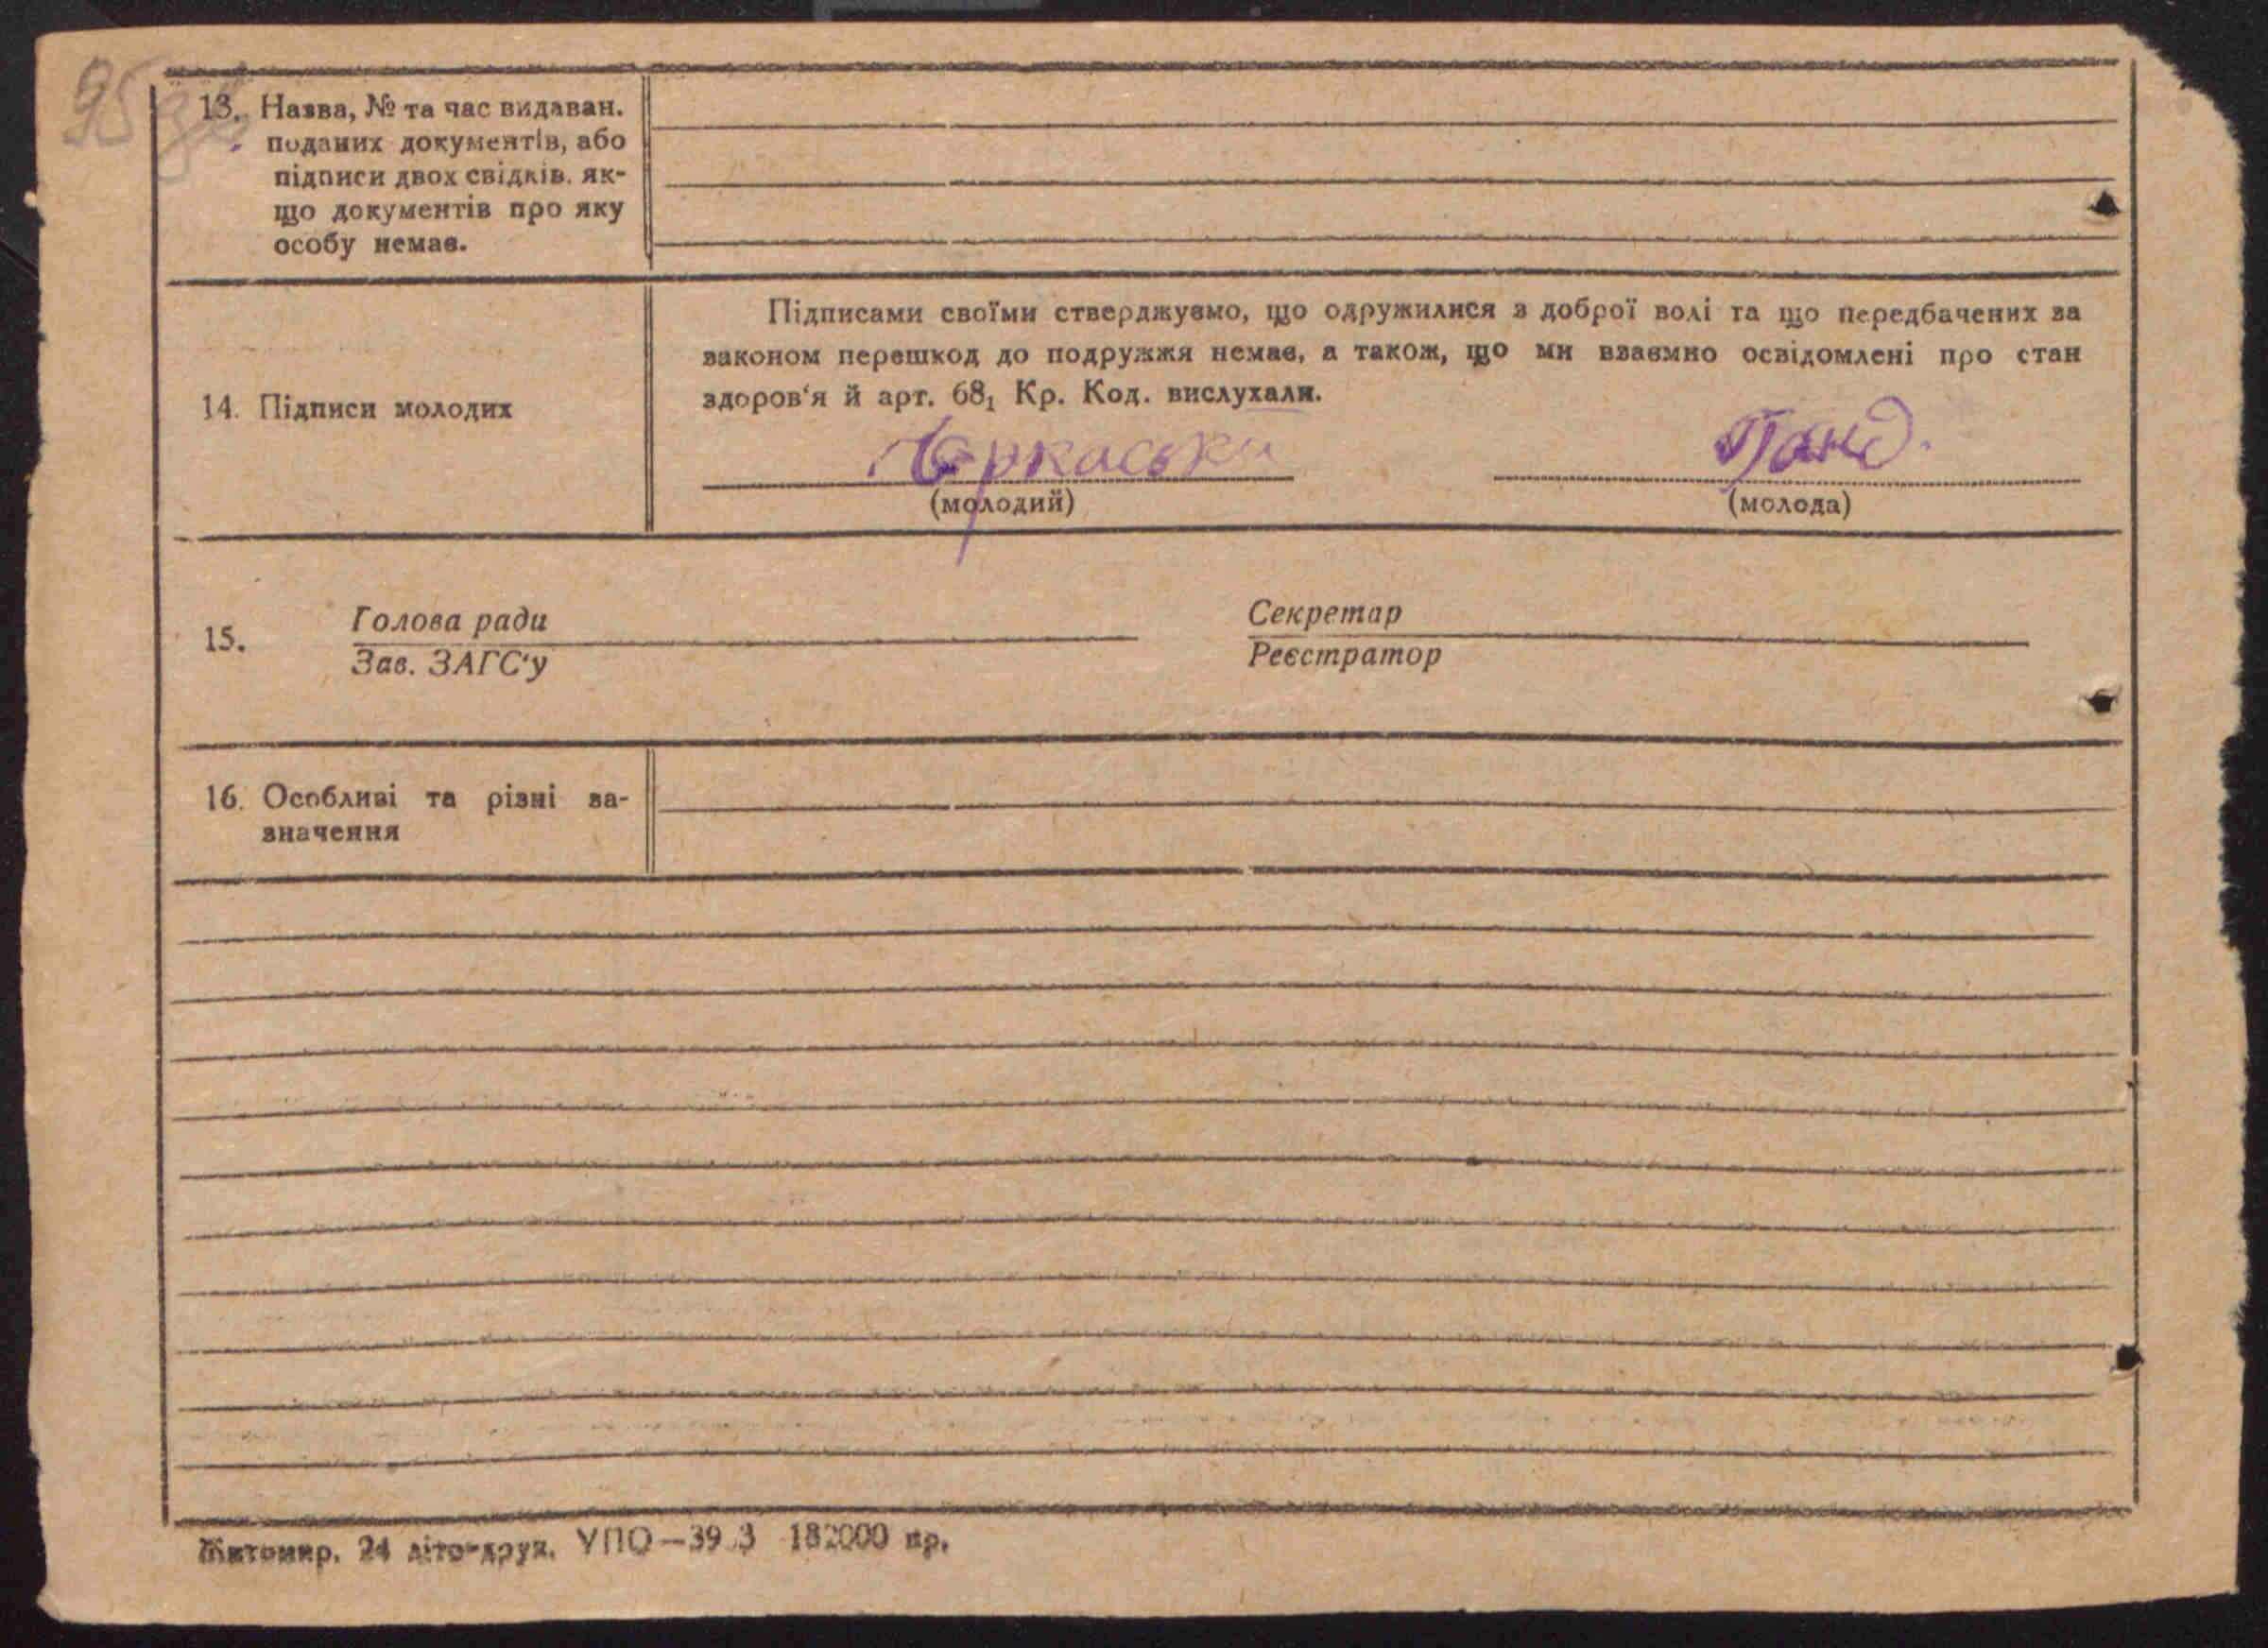 95 зв
13. Назва, № та час видаван.
поданих документів, або
підписи двох свідків. як-
що документів про яку
особу немає.
Підписами своїми стверджуємо, що одружилися з доброї волі та що передбачених за
законом перешкод до подружжя немає, а також, що ми взаємно освідомлені про стан
здоров'я й арт. 68₁ Кр. Код. вислухали.
14. Підписи молодих
Черкаськи
Панд.
(молодий) (молода)
15. Голова ради Секретар
Зав. ЗАГС'у Реєстратор
16. Особливі та різні за-
значення
Житомир. 24 літо-друк. УПО—39 3 182000 пр.